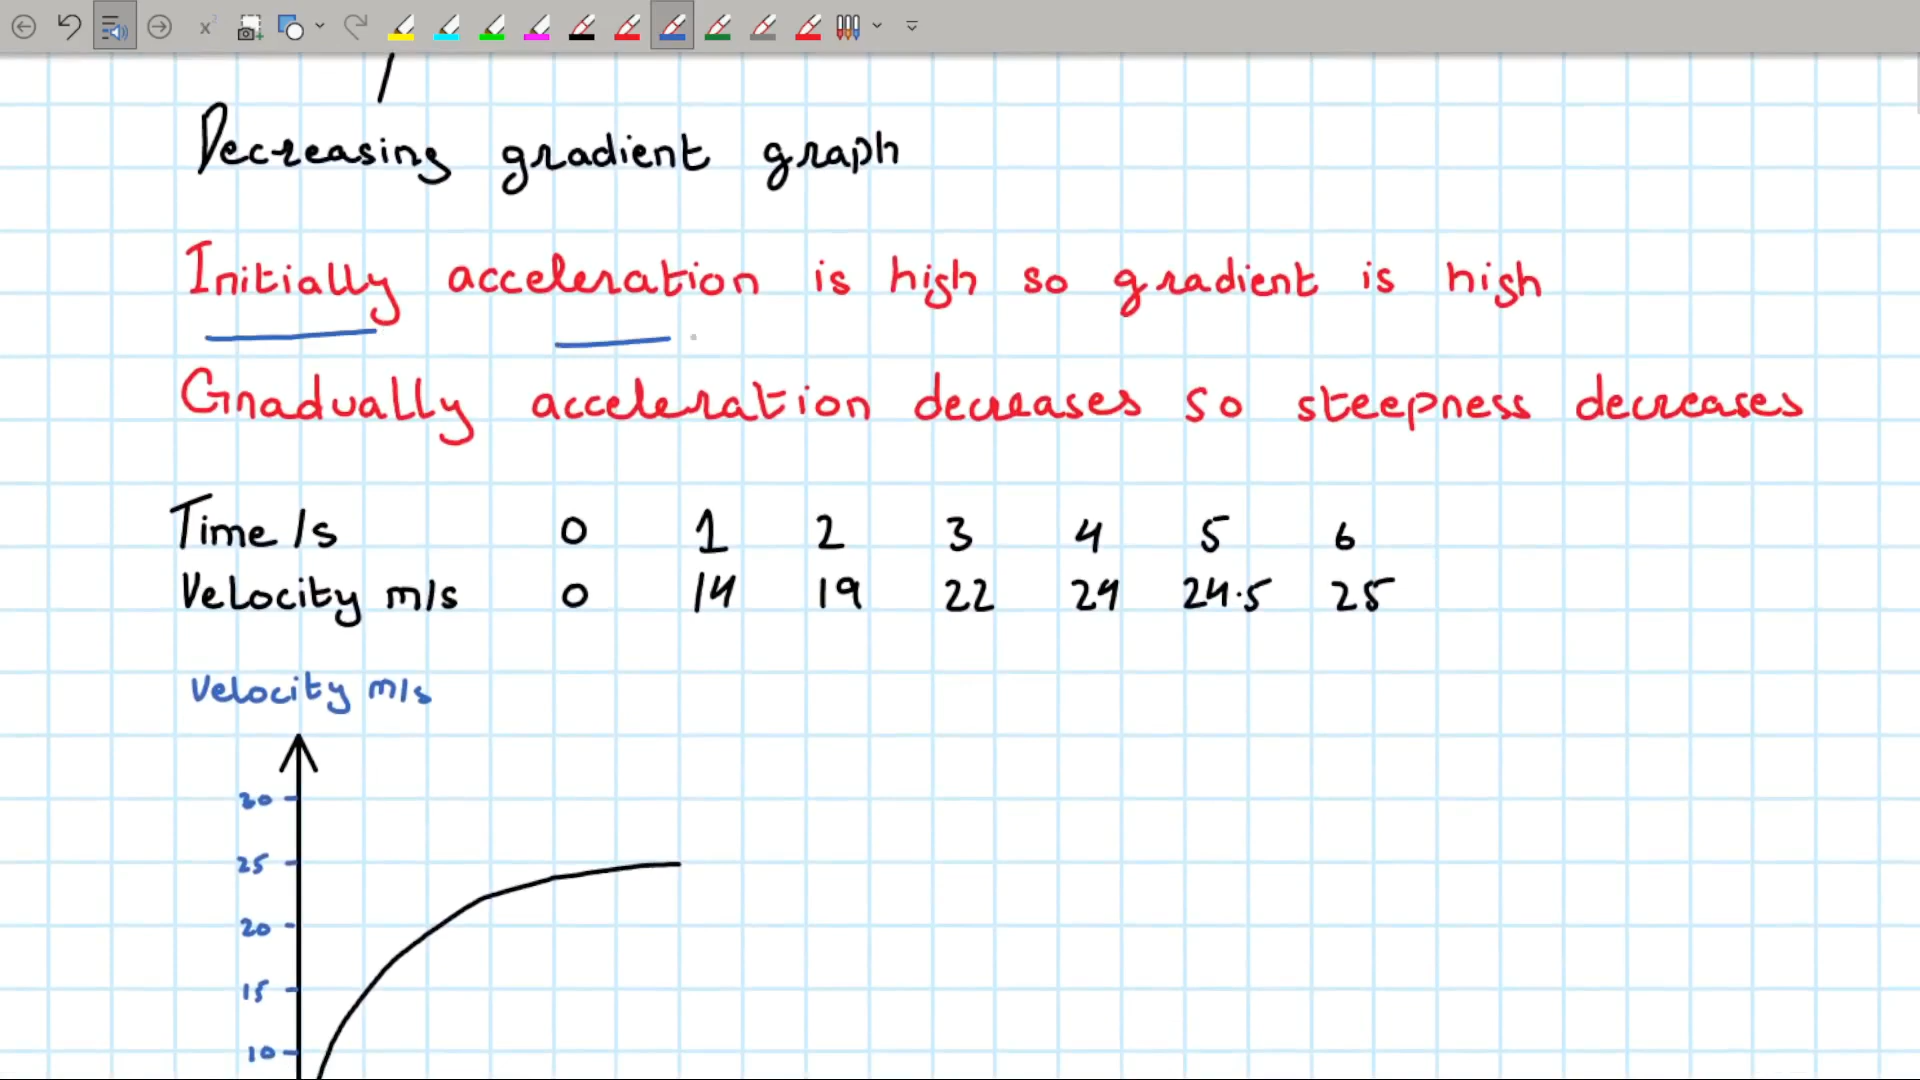 Decreasing gradient graph
Initially acceleration is high so gradient is high
Gradually acceleration decreases so steepness decreases
Time /s 0 1 2 3 4 5 6
Velocity m/s 0 14 19 22 24 24.5 25
Velocity m/s
30
25
20
15
10